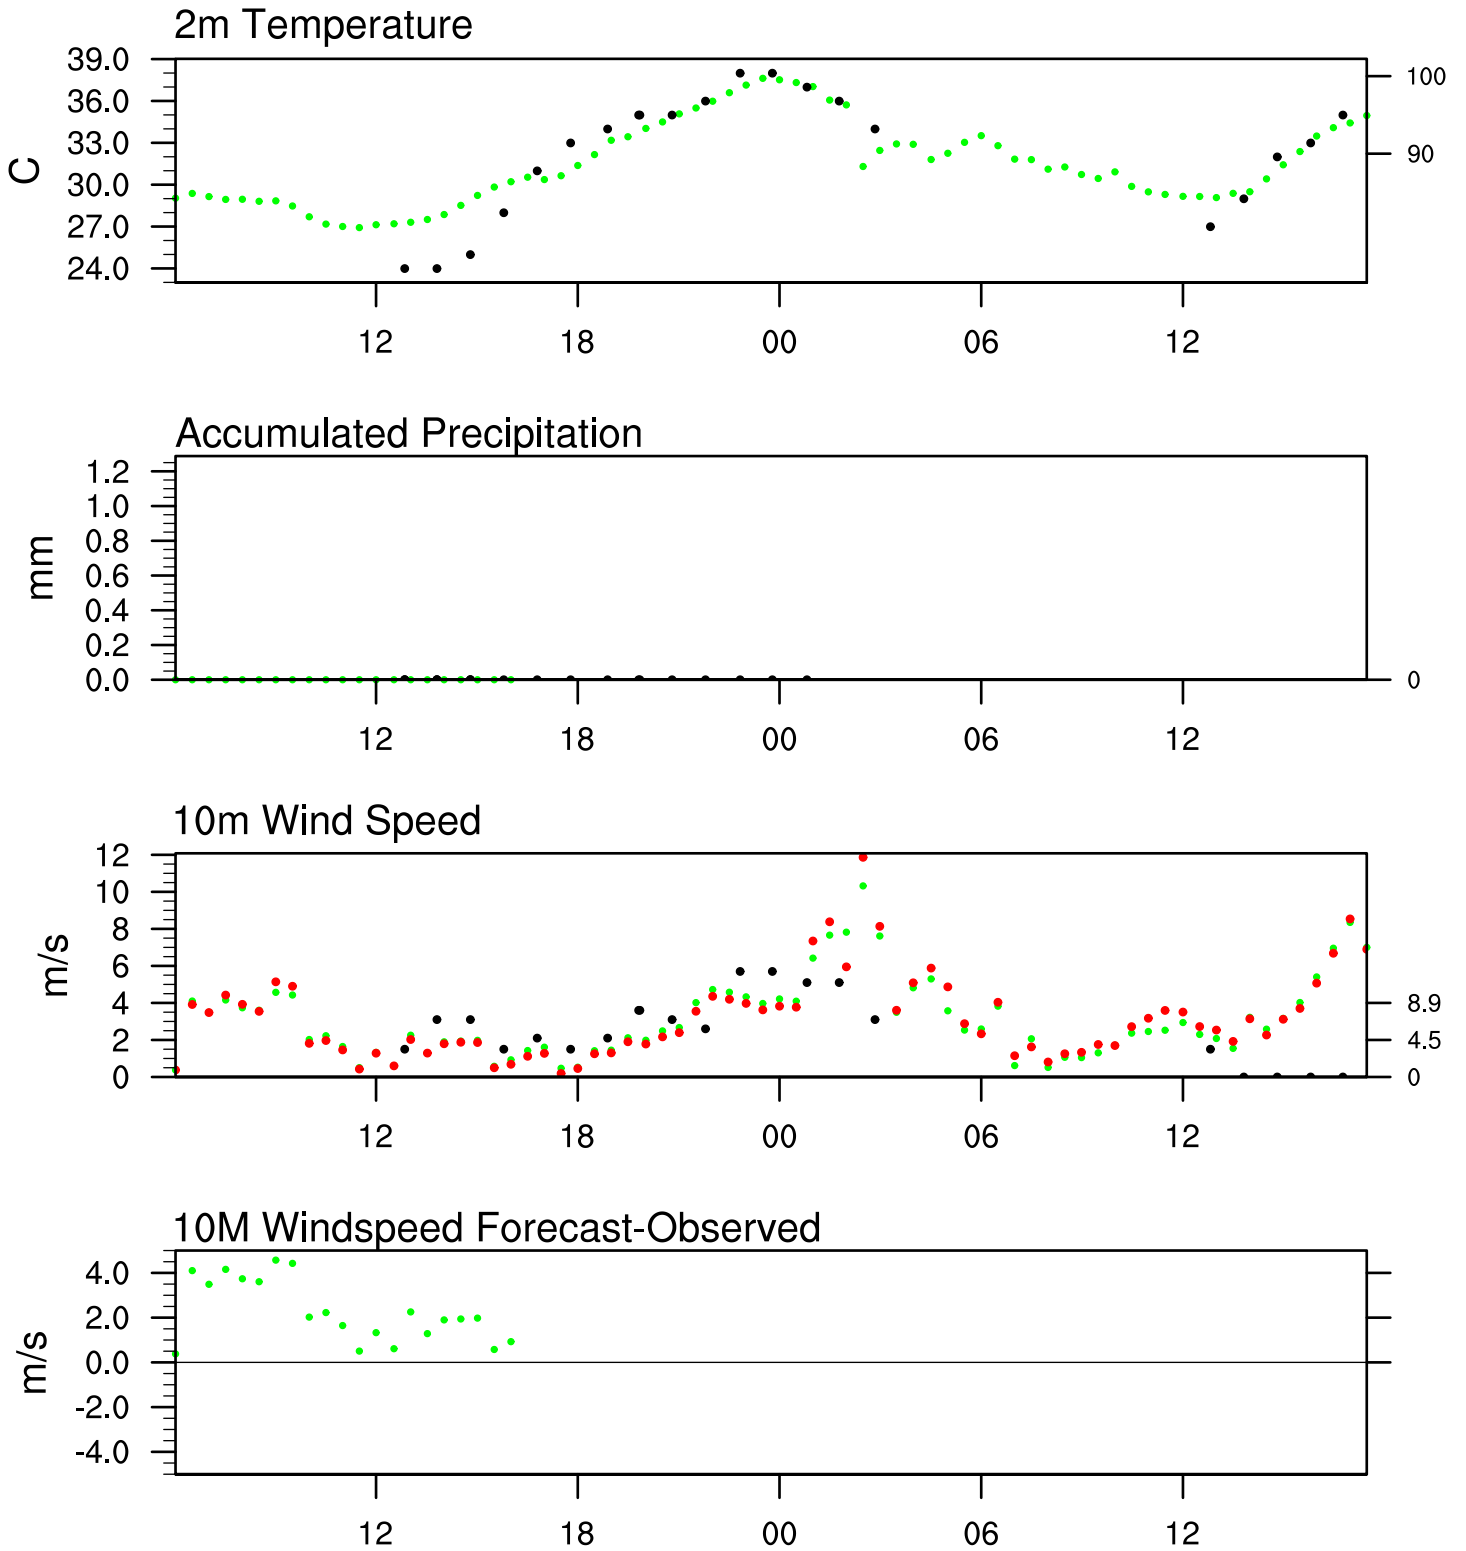 2m Temperature
39.0
36.0
33.0
30.0
27.0
24.0
C
100
90
12 18 00 06 12
Accumulated Precipitation
1.2
1.0
0.8
0.6
0.4
0.2
0.0
mm
0
12 18 00 06 12
10m Wind Speed
12
10
8
6
4
2
0
m/s
8.9
4.5
0
12 18 00 06 12
10M Windspeed Forecast-Observed
4.0
2.0
0.0
-2.0
-4.0
m/s
12 18 00 06 12